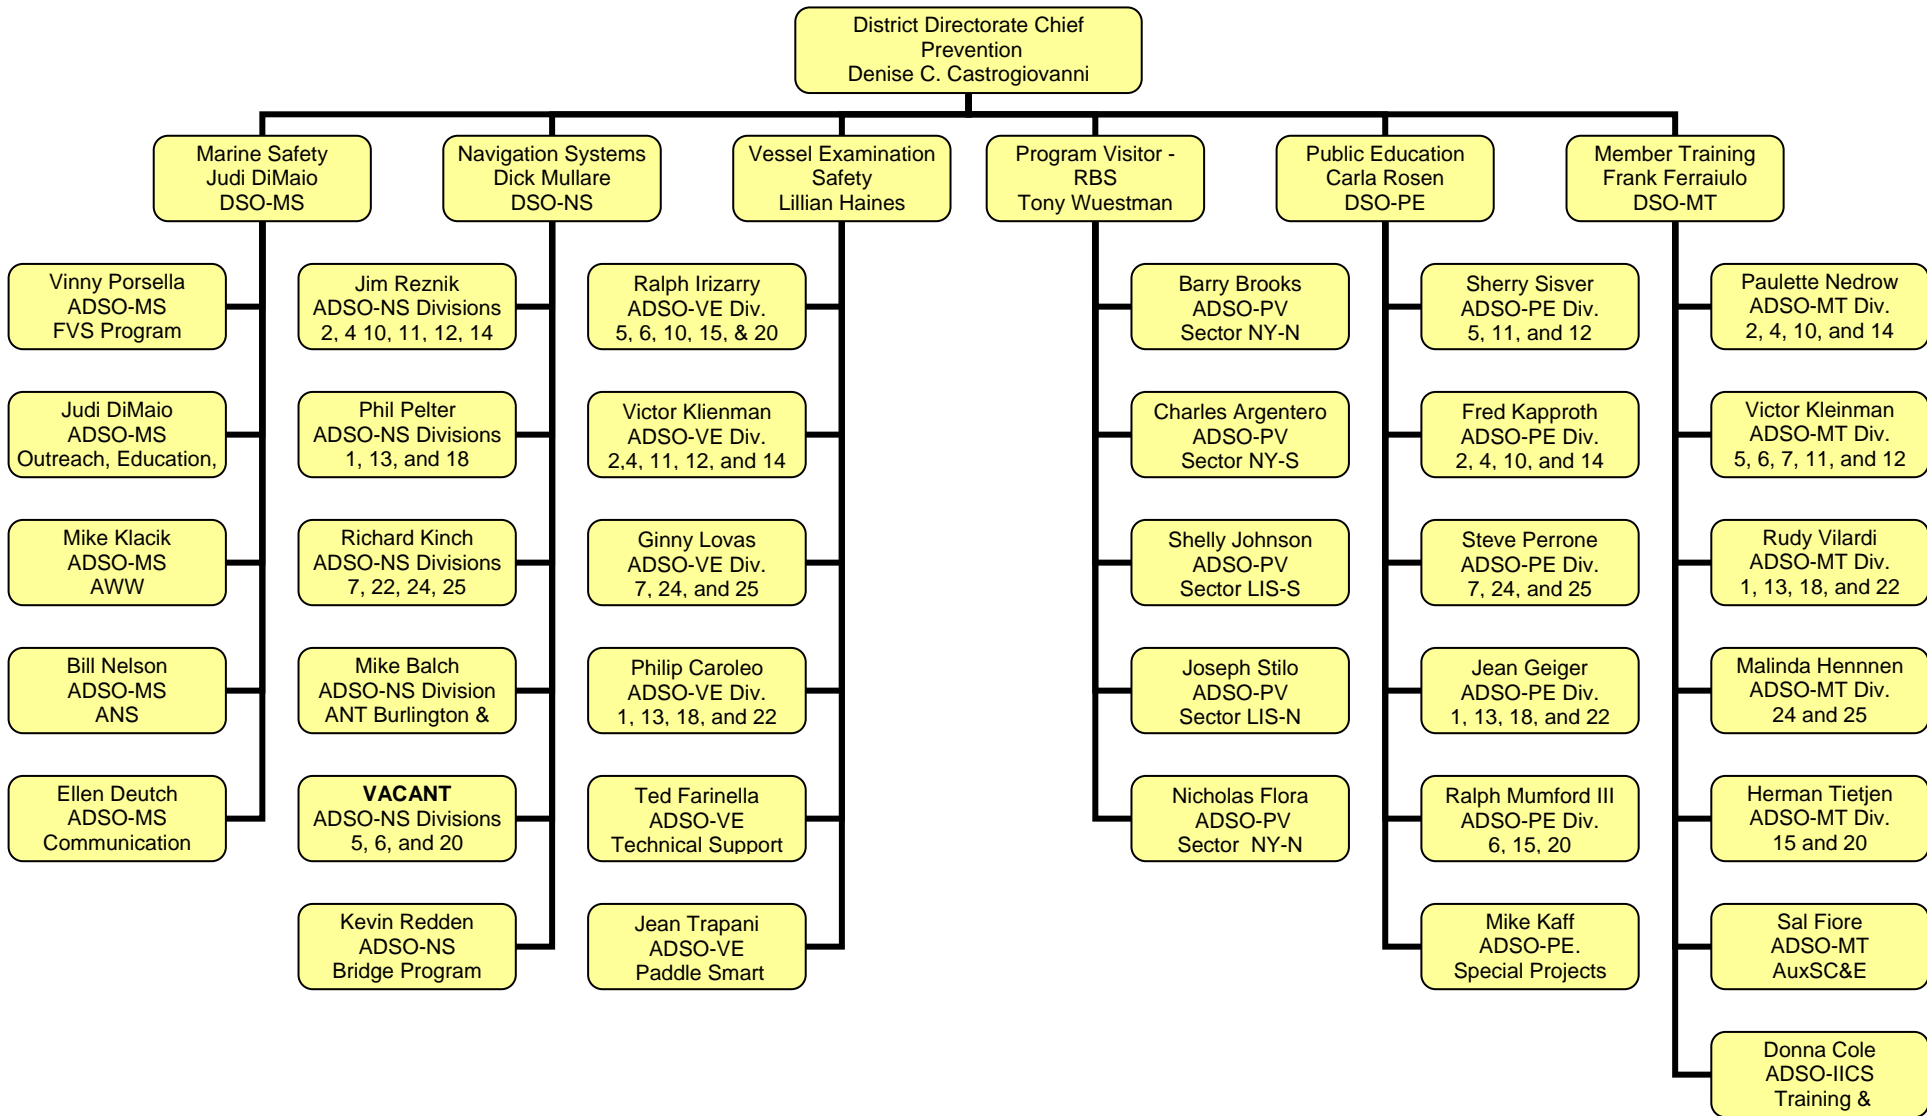 District Directorate Chief
Prevention
Denise C. Castrogiovanni
Marine Safety
Judi DiMaio
DSO-MS
Navigation Systems
Dick Mullare
DSO-NS
Vessel Examination
Safety
Lillian Haines
Program Visitor -
RBS
Tony Wuestman
Public Education
Carla Rosen
DSO-PE
Member Training
Frank Ferraiulo
DSO-MT
Vinny Porsella
ADSO-MS
FVS Program
Jim Reznik
ADSO-NS Divisions
2, 4 10, 11, 12, 14
Ralph Irizarry
ADSO-VE Div.
5, 6, 10, 15, & 20
Barry Brooks
ADSO-PV
Sector NY-N
Sherry Sisver
ADSO-PE Div.
5, 11, and 12
Paulette Nedrow
ADSO-MT Div.
2, 4, 10, and 14
Judi DiMaio
ADSO-MS
Outreach, Education,
Phil Pelter
ADSO-NS Divisions
1, 13, and 18
Victor Klienman
ADSO-VE Div.
2,4, 11, 12, and 14
Charles Argentero
ADSO-PV
Sector NY-S
Fred Kapproth
ADSO-PE Div.
2, 4, 10, and 14
Victor Kleinman
ADSO-MT Div.
5, 6, 7, 11, and 12
Mike Klacik
ADSO-MS
AWW
Richard Kinch
ADSO-NS Divisions
7, 22, 24, 25
Ginny Lovas
ADSO-VE Div.
7, 24, and 25
Shelly Johnson
ADSO-PV
Sector LIS-S
Steve Perrone
ADSO-PE Div.
7, 24, and 25
Rudy Vilardi
ADSO-MT Div.
1, 13, 18, and 22
Bill Nelson
ADSO-MS
ANS
Mike Balch
ADSO-NS Division
ANT Burlington &
Philip Caroleo
ADSO-VE Div.
1, 13, 18, and 22
Joseph Stilo
ADSO-PV
Sector LIS-N
Jean Geiger
ADSO-PE Div.
1, 13, 18, and 22
Malinda Hennnen
ADSO-MT Div.
24 and 25
Ellen Deutch
ADSO-MS
Communication
VACANT
ADSO-NS Divisions
5, 6, and 20
Ted Farinella
ADSO-VE
Technical Support
Nicholas Flora
ADSO-PV
Sector NY-N
Ralph Mumford III
ADSO-PE Div.
6, 15, 20
Herman Tietjen
ADSO-MT Div.
15 and 20
Kevin Redden
ADSO-NS
Bridge Program
Jean Trapani
ADSO-VE
Paddle Smart
Mike Kaff
ADSO-PE.
Special Projects
Sal Fiore
ADSO-MT
AuxSC&E
Donna Cole
ADSO-IICS
Training &